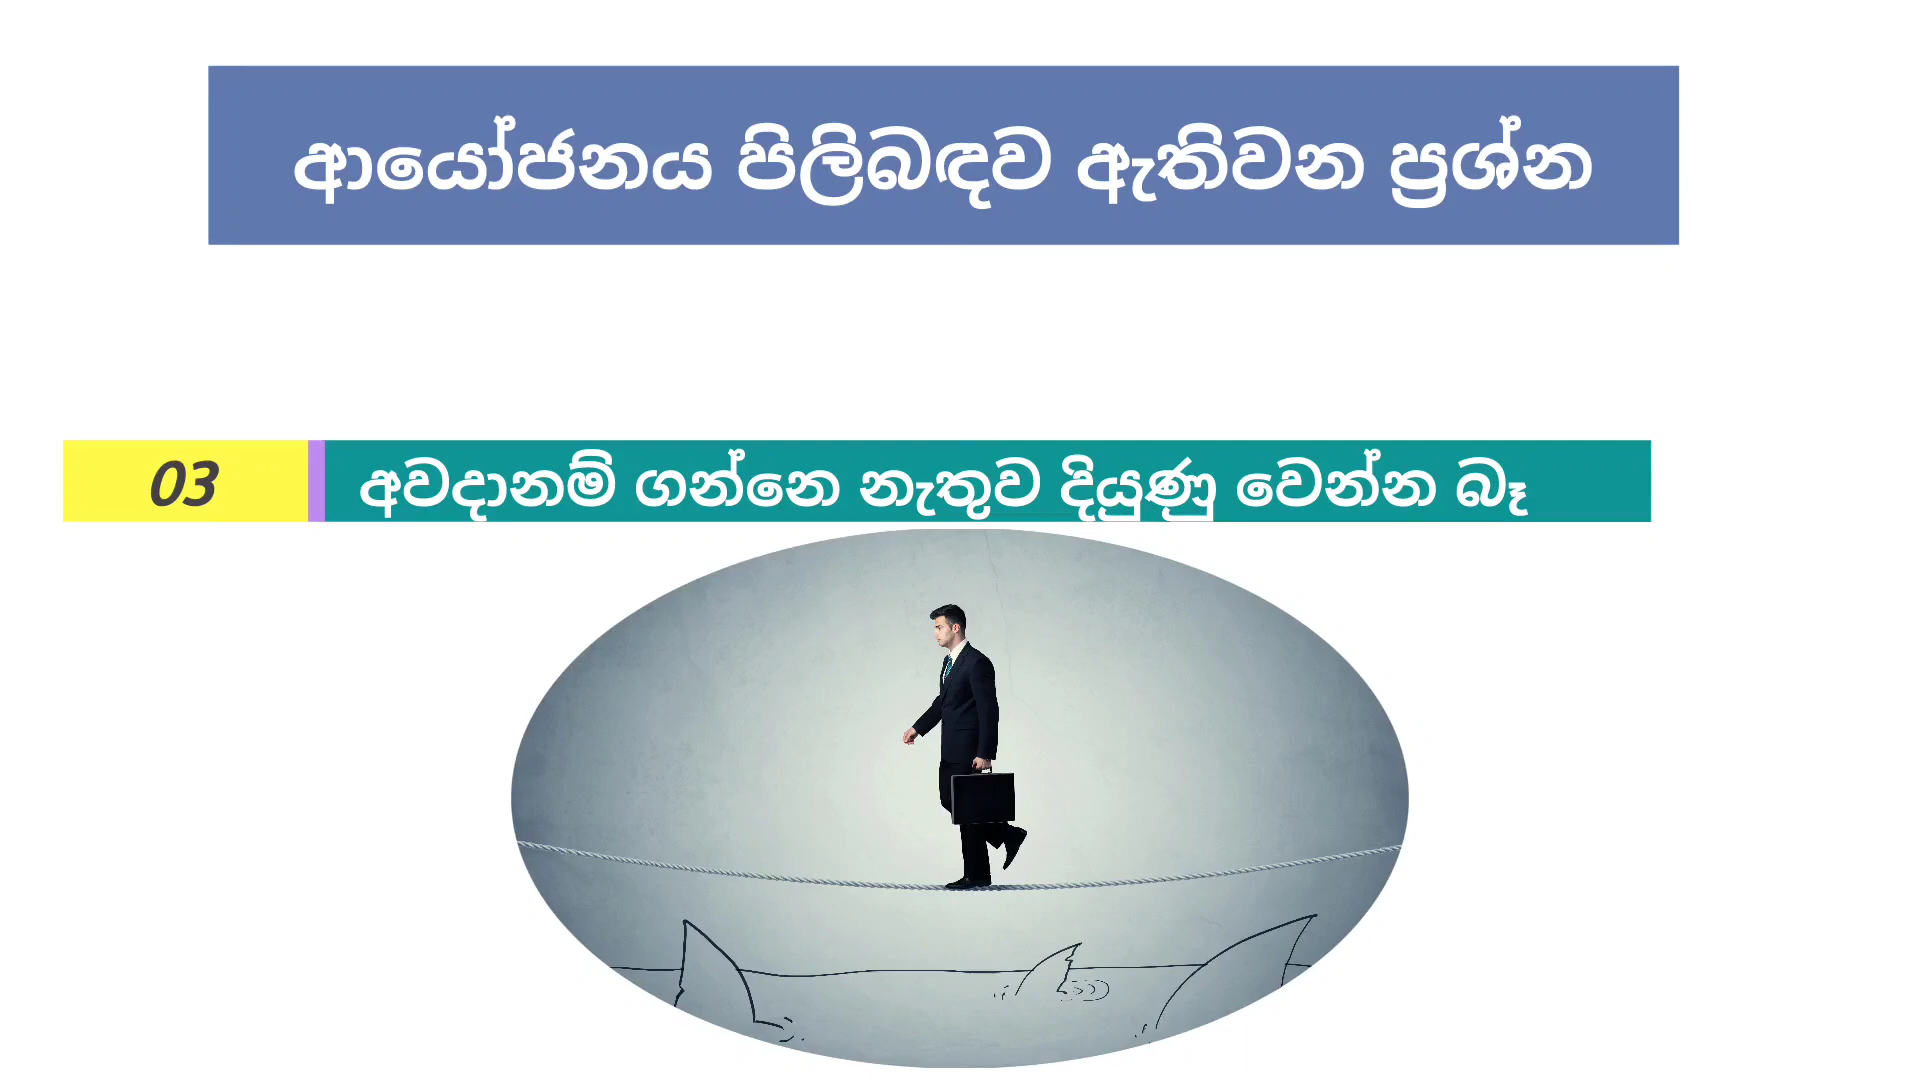 ආයෝජනය පිලිබඳව ඇතිවන ප්‍රශ්න
03
අවදානම් ගන්නෙ නැතුව දියුණු වෙන්න බෑ